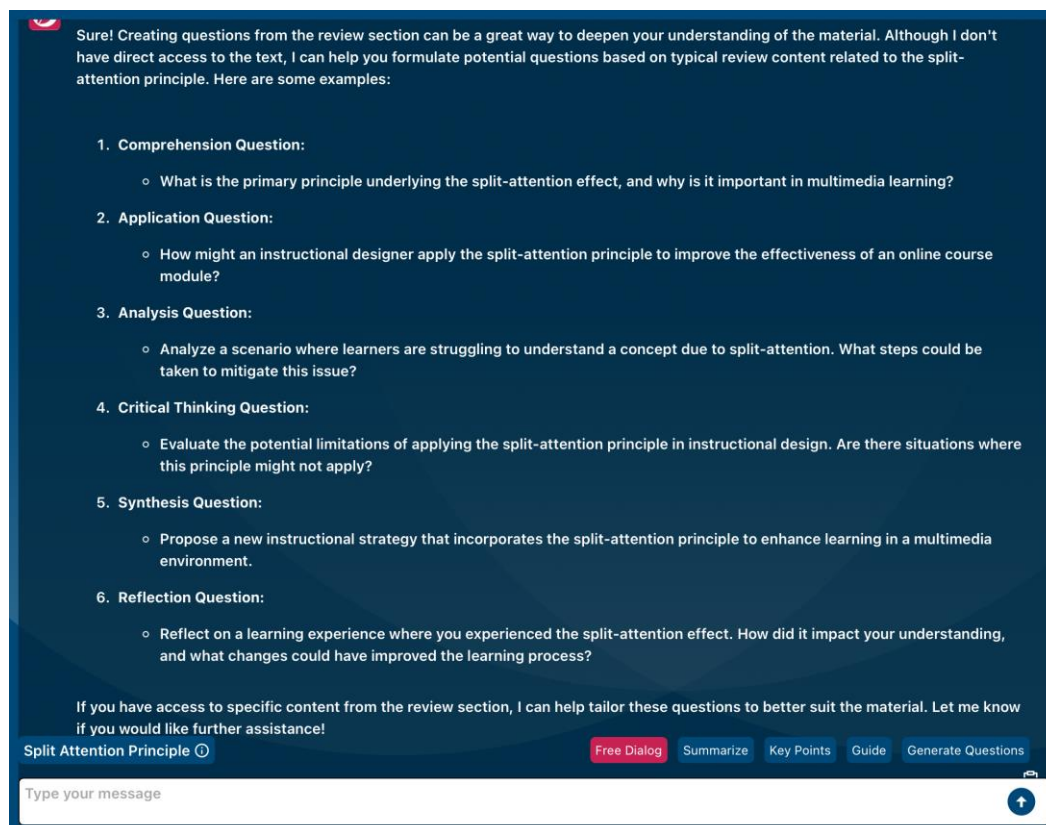 Sure! Creating questions from the review section can be a great way to deepen your understanding of the material. Although I don't
have direct access to the text, I can help you formulate potential questions based on typical review content related to the split-
attention principle. Here are some examples:
1. Comprehension Question:
◦ What is the primary principle underlying the split-attention effect, and why is it important in multimedia learning?
2. Application Question:
◦ How might an instructional designer apply the split-attention principle to improve the effectiveness of an online course
module?
3. Analysis Question:
◦ Analyze a scenario where learners are struggling to understand a concept due to split-attention. What steps could be
taken to mitigate this issue?
4. Critical Thinking Question:
◦ Evaluate the potential limitations of applying the split-attention principle in instructional design. Are there situations where
this principle might not apply?
5. Synthesis Question:
◦ Propose a new instructional strategy that incorporates the split-attention principle to enhance learning in a multimedia
environment.
6. Reflection Question:
◦ Reflect on a learning experience where you experienced the split-attention effect. How did it impact your understanding,
and what changes could have improved the learning process?
If you have access to specific content from the review section, I can help tailor these questions to better suit the material. Let me know
if you would like further assistance!
Split Attention Principle Free Dialog Summarize Key Points Guide Generate Questions
Type your message